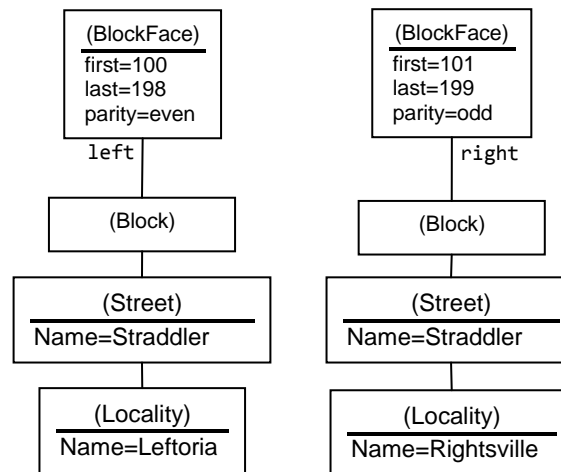 (BlockFace)
first=100
last=198
parity=even
left
(Block)
(Street)
Name=Straddler
(Locality)
Name=Leftoria
(BlockFace)
first=101
last=199
parity=odd
right
(Block)
(Street)
Name=Straddler
(Locality)
Name=Rightsville